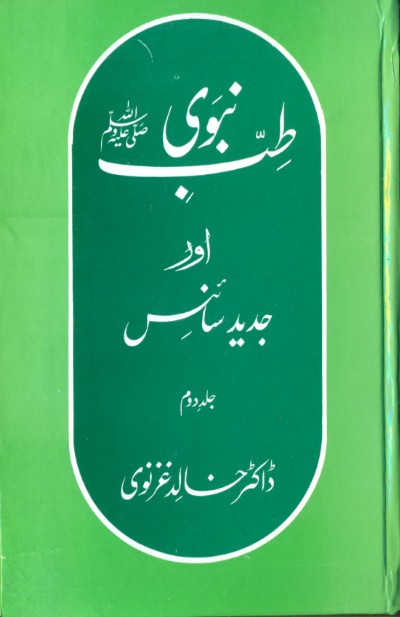 طبِّ نبوی صلی اللہ علیہ وسلم
اور
جدید سائنس
جلد دوم
ڈاکٹر خالد غزنوی